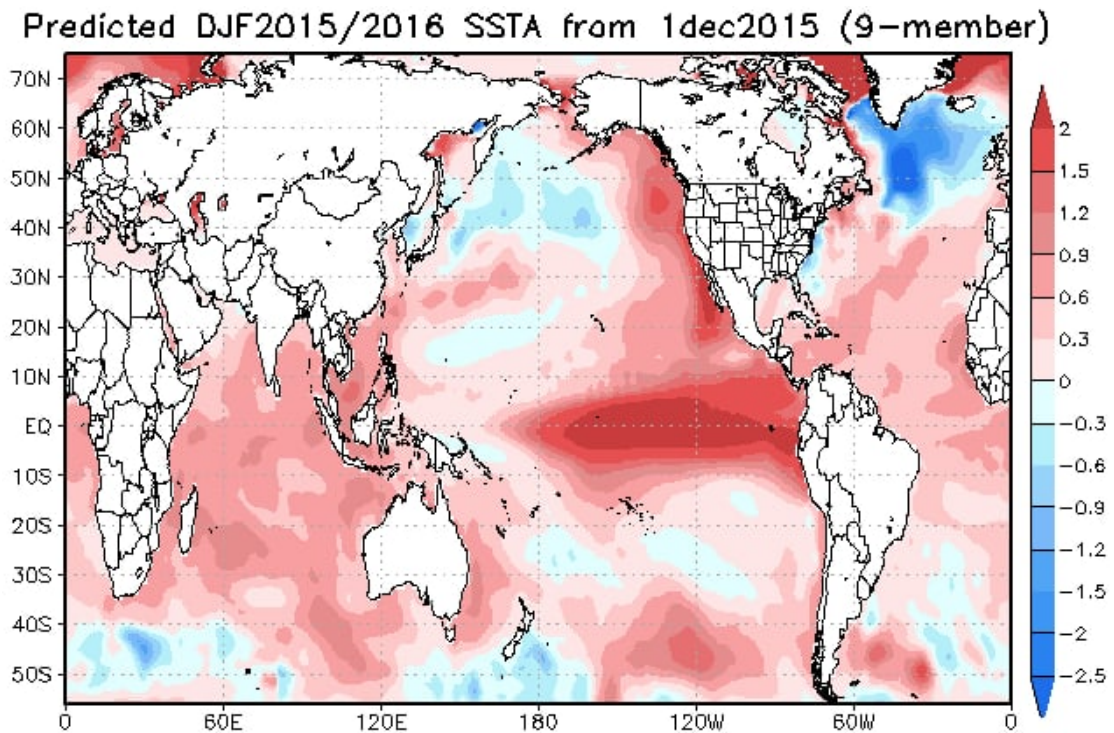 Predicted DJF2015/2016 SSTA from 1dec2015 (9-member)
70N
60N
50N
40N
30N
20N
10N
EQ
10S
20S
30S
40S
50S
0 60E 120E 180 120W 60W 0
2
1.5
1.2
0.9
0.6
0.3
0
-0.3
-0.6
-0.9
-1.2
-1.5
-2
-2.5